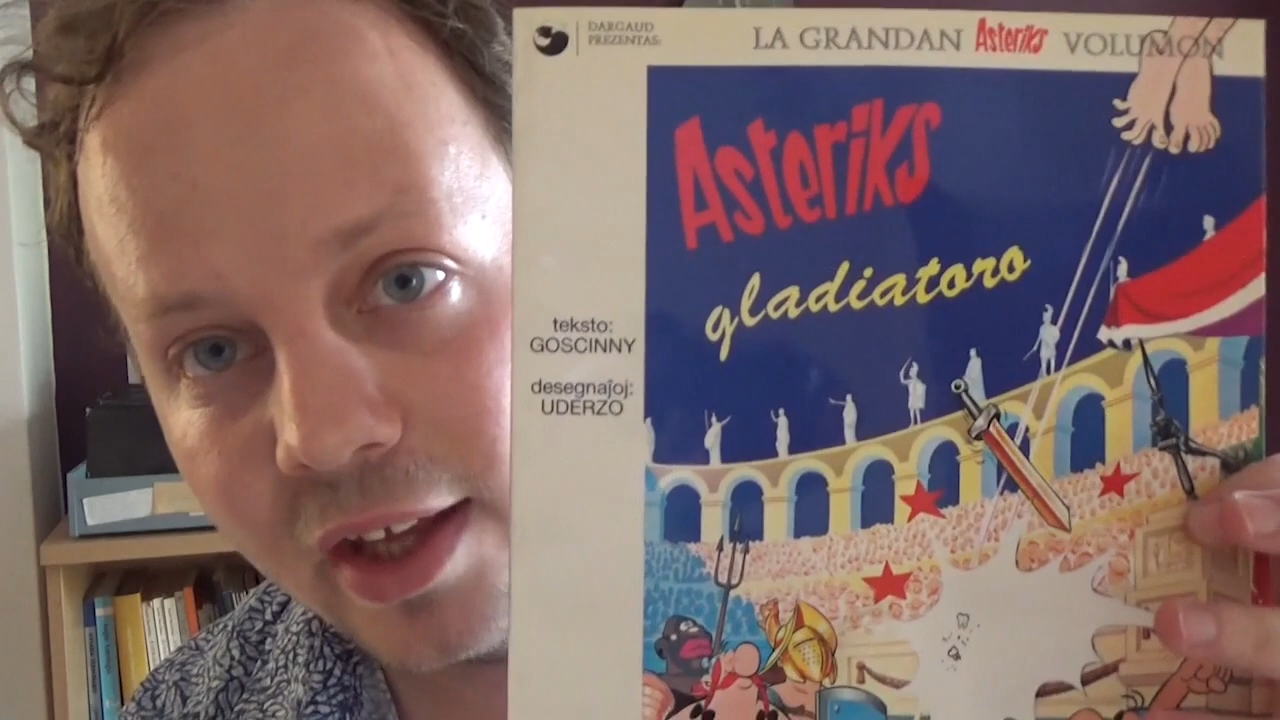 DARGAUD
PREZENTAS:
LA GRANDAN Asteriks VOLUMON
Asteriks
gladiatoro
teksto:
GOSCINNY
desegnaĵoj:
UDERZO